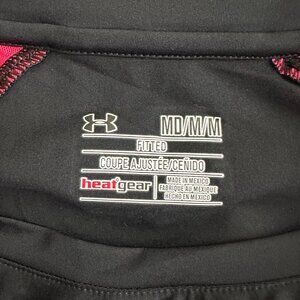 MD/M/M
FITTED
COUPE AJUSTÉE/CEÑIDO
heatgear
MADE IN MEXICO
FABRIQUÉ AU MEXIQUE
HECHO EN MEXICO